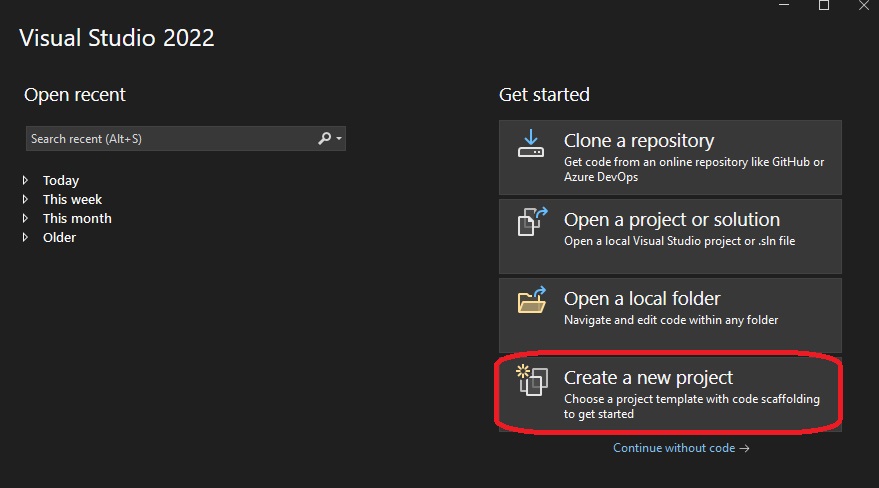 Visual Studio 2022
Open recent
Search recent (Alt+S)
Today
This week
This month
Older
Get started
Clone a repository
Get code from an online repository like GitHub or
Azure DevOps
Open a project or solution
Open a local Visual Studio project or .sln file
Open a local folder
Navigate and edit code within any folder
Create a new project
Choose a project template with code scaffolding
to get started
Continue without code →